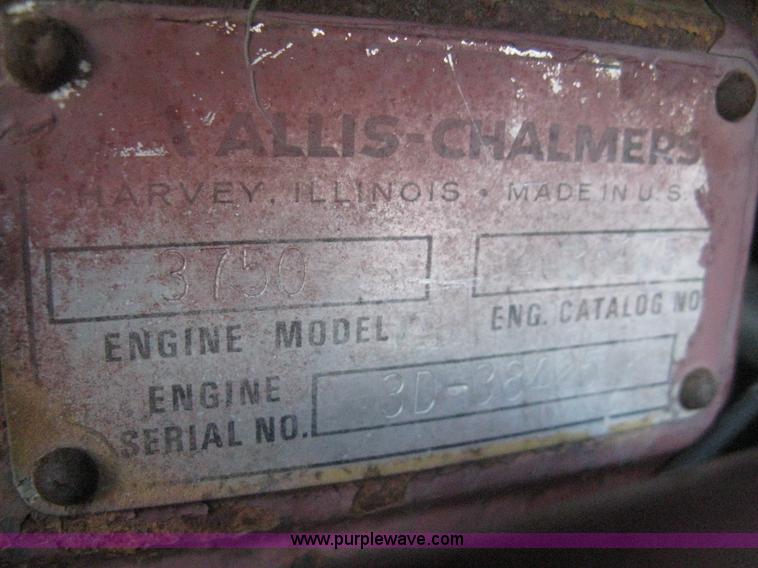 ALLIS-CHALMERS
HARVEY, ILLINOIS • MADE IN U.S.A
3750
ENGINE MODEL
ENG. CATALOG NO
ENGINE
SERIAL NO.
www.purplewave.com